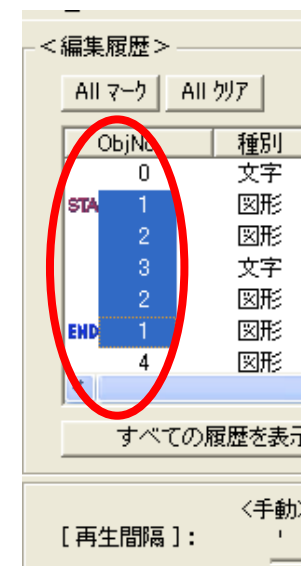 <編集履歴>
All マーク All クリア
ObjNo 種別
0 文字
STA 1 図形
2 図形
3 文字
2 図形
END 1 図形
4 図形
すべての履歴を表示
<手動>
[再生間隔]: